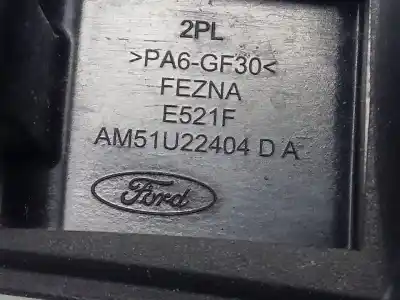 2PL
>PA6-GF30<
FEZNA
E521F
AM51U22404 D A
Ford